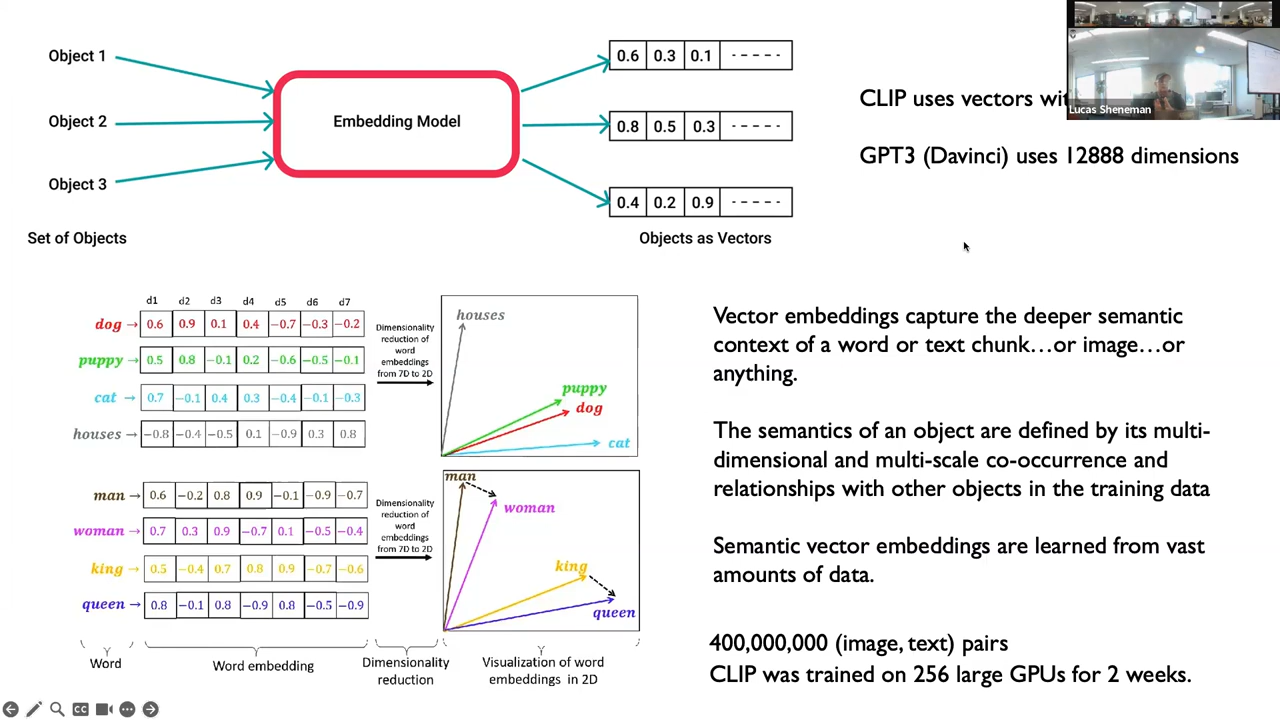 Object 1
Object 2
Object 3
Set of Objects
Embedding Model
0.6 0.3 0.1 -----
0.8 0.5 0.3 -----
0.4 0.2 0.9 -----
Objects as Vectors
CLIP uses vectors
GPT3 (Davinci) uses 12888 dimensions
Lucas Sheneman
d1 d2 d3 d4 d5 d6 d7
dog → 0.6 0.9 0.1 0.4 −0.7 −0.3 −0.2
puppy → 0.5 0.8 −0.1 0.2 −0.6 −0.5 −0.1
cat → 0.7 −0.1 0.4 0.3 −0.4 −0.1 −0.3
houses → −0.8 −0.4 −0.5 0.1 −0.9 0.3 0.8
Dimensionality
reduction of
word
embeddings
from 7D to 2D
houses
puppy
dog
cat
man → 0.6 −0.2 0.8 0.9 −0.1 −0.9 −0.7
woman → 0.7 0.3 0.9 −0.7 0.1 −0.5 −0.4
king → 0.5 −0.4 0.7 0.8 0.9 −0.7 −0.6
queen → 0.8 −0.1 0.8 −0.9 0.8 −0.5 −0.9
Dimensionality
reduction of
word
embeddings
from 7D to 2D
man
woman
king
queen
Word
Word embedding
Dimensionality
reduction
Visualization of word
embeddings in 2D
Vector embeddings capture the deeper semantic
context of a word or text chunk…or image…or
anything.
The semantics of an object are defined by its multi-
dimensional and multi-scale co-occurrence and
relationships with other objects in the training data
Semantic vector embeddings are learned from vast
amounts of data.
400,000,000 (image, text) pairs
CLIP was trained on 256 large GPUs for 2 weeks.
CC